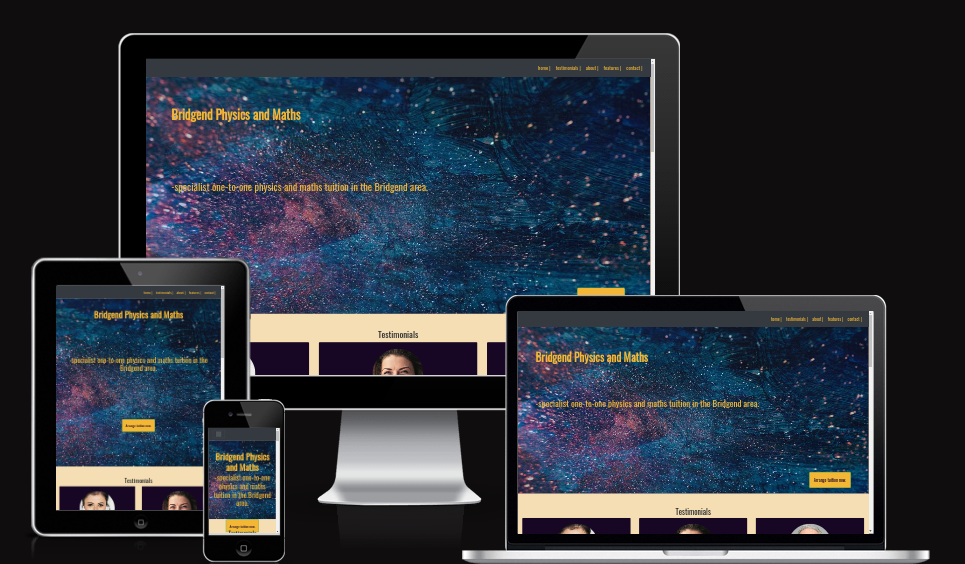 home | testimonials | about | features | contact |
Bridgend Physics and Maths
-specialist one-to-one physics and maths tuition in the Bridgend area.
Testimonials
home | testimonials | about | features | contact |
Bridgend Physics and Maths
-specialist one-to-one physics and maths tuition in the
Bridgend area.
Arrange tuition now
Testimonials
Bridgend Physics
and Maths
-specialist one-to-one
physics and maths
tuition in the Bridgend
area.
Arrange tuition now
Testimonials
home | testimonials | about | features | contact |
Bridgend Physics and Maths
-specialist one-to-one physics and maths tuition in the Bridgend area.
Arrange tuition now
Testimonials